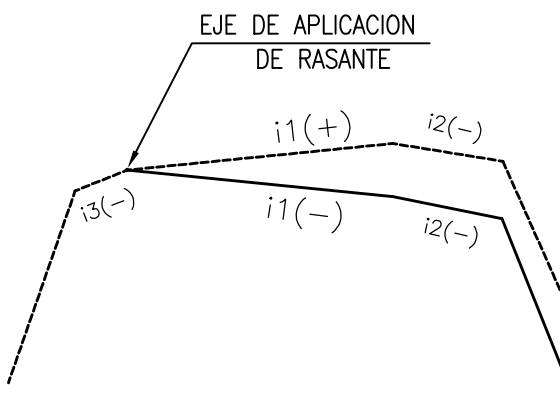 EJE DE APLICACION
DE RASANTE
i1(+)
i2(-)
i3(-)
i1(-)
i2(-)